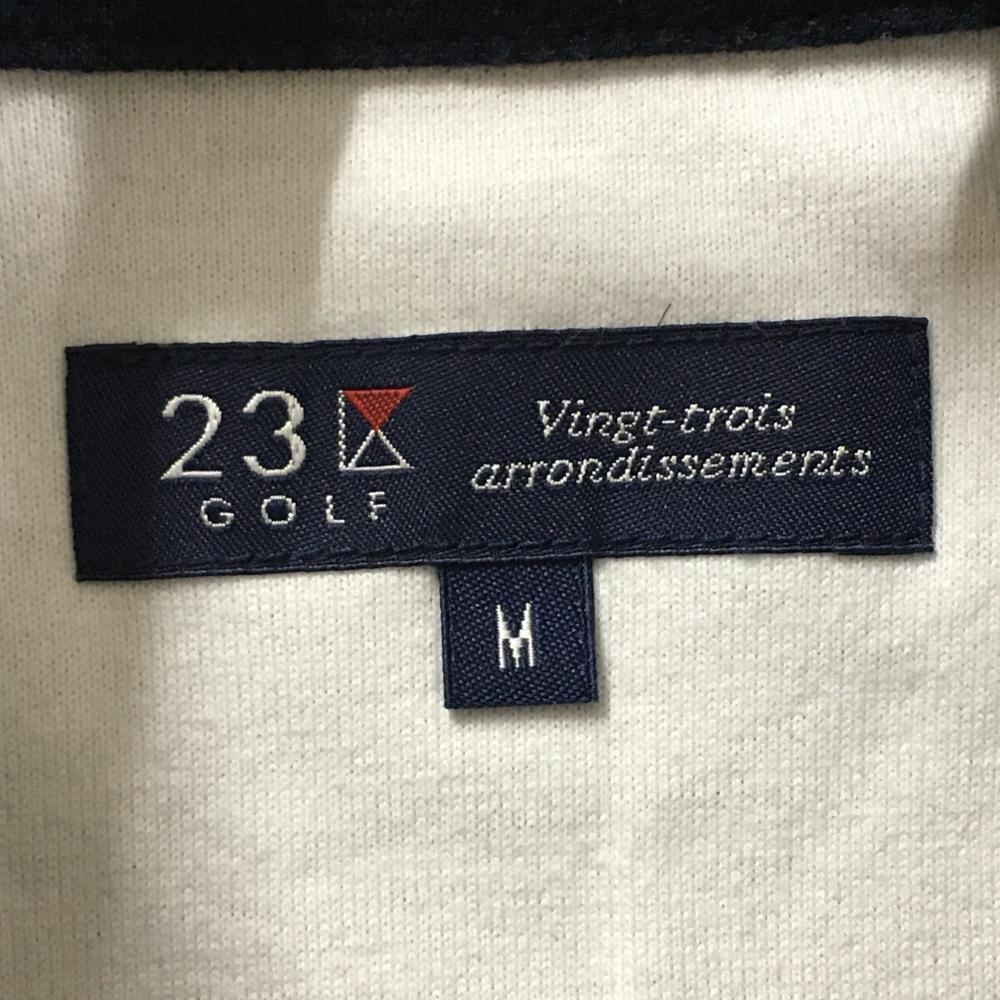 23
GOLF
Vingt-trois
arrondissements
M